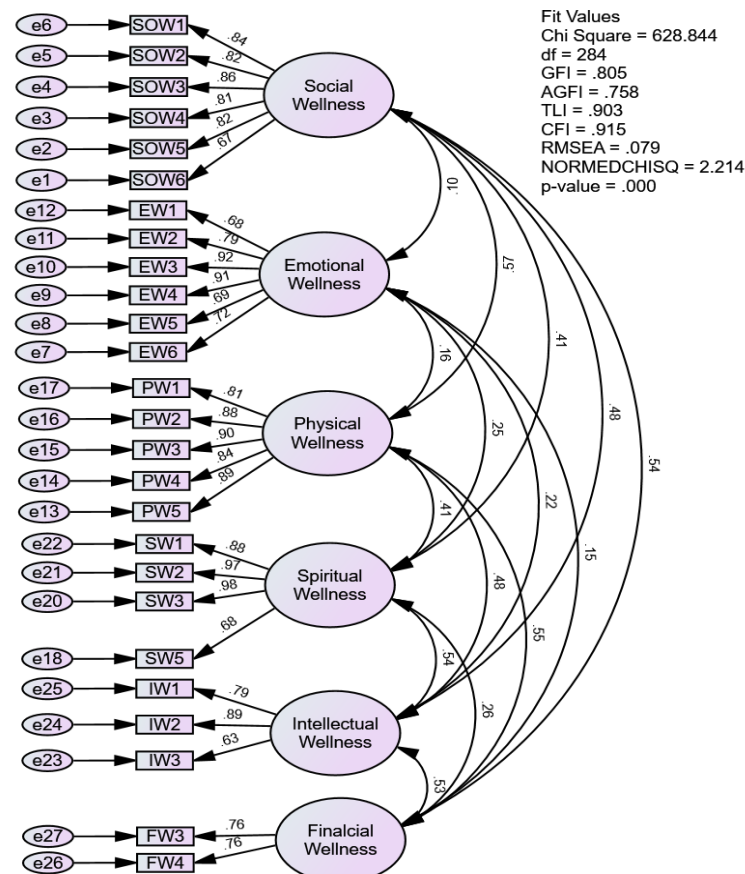 Fit Values
Chi Square = 628.844
df = 284
GFI = .805
AGFI = .758
TLI = .903
CFI = .915
RMSEA = .079
NORMEDCHISQ = 2.214
p-value = .000
e6 SOW1 .84
e5 SOW2 .82
e4 SOW3 .86
e3 SOW4 .81
e2 SOW5 .82
e1 SOW6 .67
Social
Wellness
e12 EW1 .68
e11 EW2 .79
e10 EW3 .92
e9 EW4 .91
e8 EW5 .69
e7 EW6 .72
Emotional
Wellness
e17 PW1 .81
e16 PW2 .88
e15 PW3 .90
e14 PW4 .84
e13 PW5 .89
Physical
Wellness
e22 SW1 .88
e21 SW2 .97
e20 SW3 .98
e18 SW5 .68
Spiritual
Wellness
e25 IW1 .79
e24 IW2 .89
e23 IW3 .63
Intellectual
Wellness
e27 FW3 .76
e26 FW4 .76
Finalcial
Wellness
.10
.57
.41
.48
.54
.16
.25
.22
.15
.41
.48
.55
.54
.26
.53